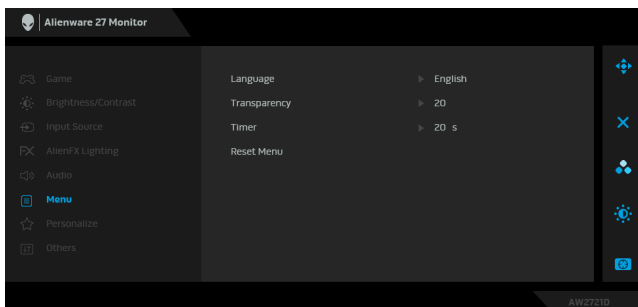 Alienware 27 Monitor
Game
Brightness/Contrast
Input Source
FX AlienFX Lighting
Audio
Menu
Personalize
Others
Language English
Transparency 20
Timer 20 s
Reset Menu
AW2721D